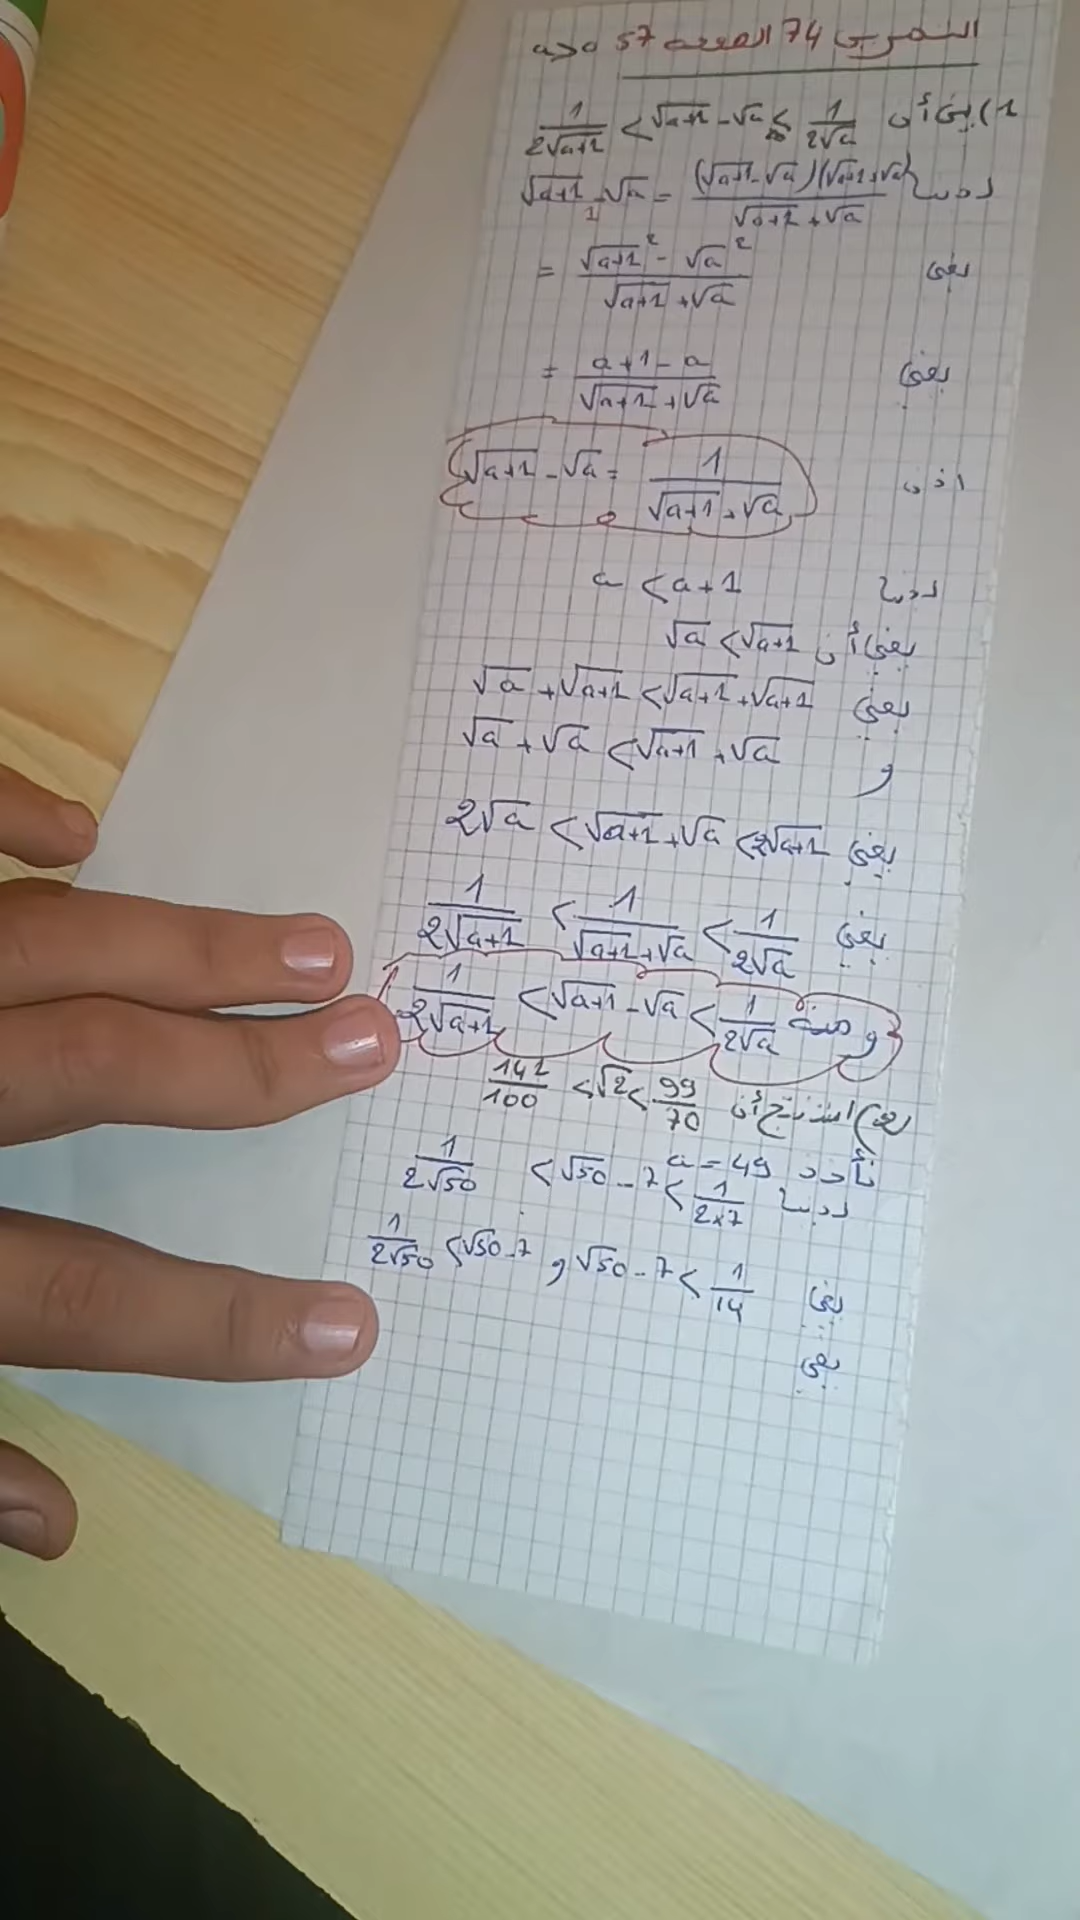 التمرين 74 الصفحة 57 a>0
1) بين أن 1/(2√(a+1)) < √(a+1) - √a < 1/(2√a)
لدينا √(a+1) - √a = (√(a+1) - √a)(√(a+1) + √a)/(√(a+1) + √a)
يعني = (√(a+1)² - √a²)/(√(a+1) + √a)
يعني = (a+1-a)/(√(a+1) + √a)
اذن √(a+1) - √a = 1/(√(a+1) + √a)
لدينا a < a+1
يعني أن √a < √(a+1)
يعني √a + √(a+1) < √(a+1) + √(a+1)
و √a + √a < √(a+1) + √a
يعني 2√a < √(a+1) + √a < 2√(a+1)
يعني 1/(2√(a+1)) < 1/(√(a+1) + √a) < 1/(2√a)
و منه 1/(2√(a+1)) < √(a+1) - √a < 1/(2√a)
2) استنتج أن 141/100 < √2 < 99/70
نأخذ a = 49
لدينا 1/(2√50) < √50 - 7 < 1/(2×7)
يعني 1/(2√50) < √50 - 7 و √50 - 7 < 1/14
يعني